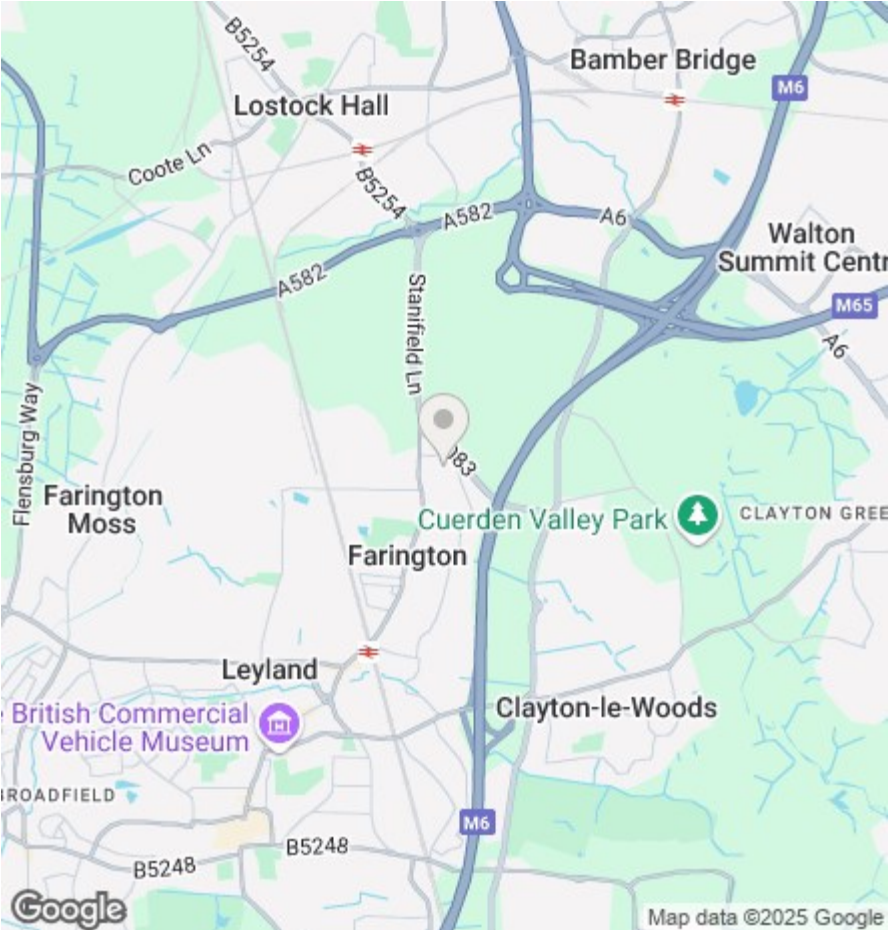 B5254
Bamber Bridge
M6
Lostock Hall
Coote Ln
B5254
A582
A6
Walton
Summit Centr
A582
M65
Stanifield Ln
A6
Flensburg Way
083
Farington
Moss
Cuerden Valley Park
CLAYTON GREE
Farington
Leyland
Clayton-le-Woods
British Commercial
Vehicle Museum
BROADFIELD
M6
B5248
B5248
Google
Map data ©2025 Google